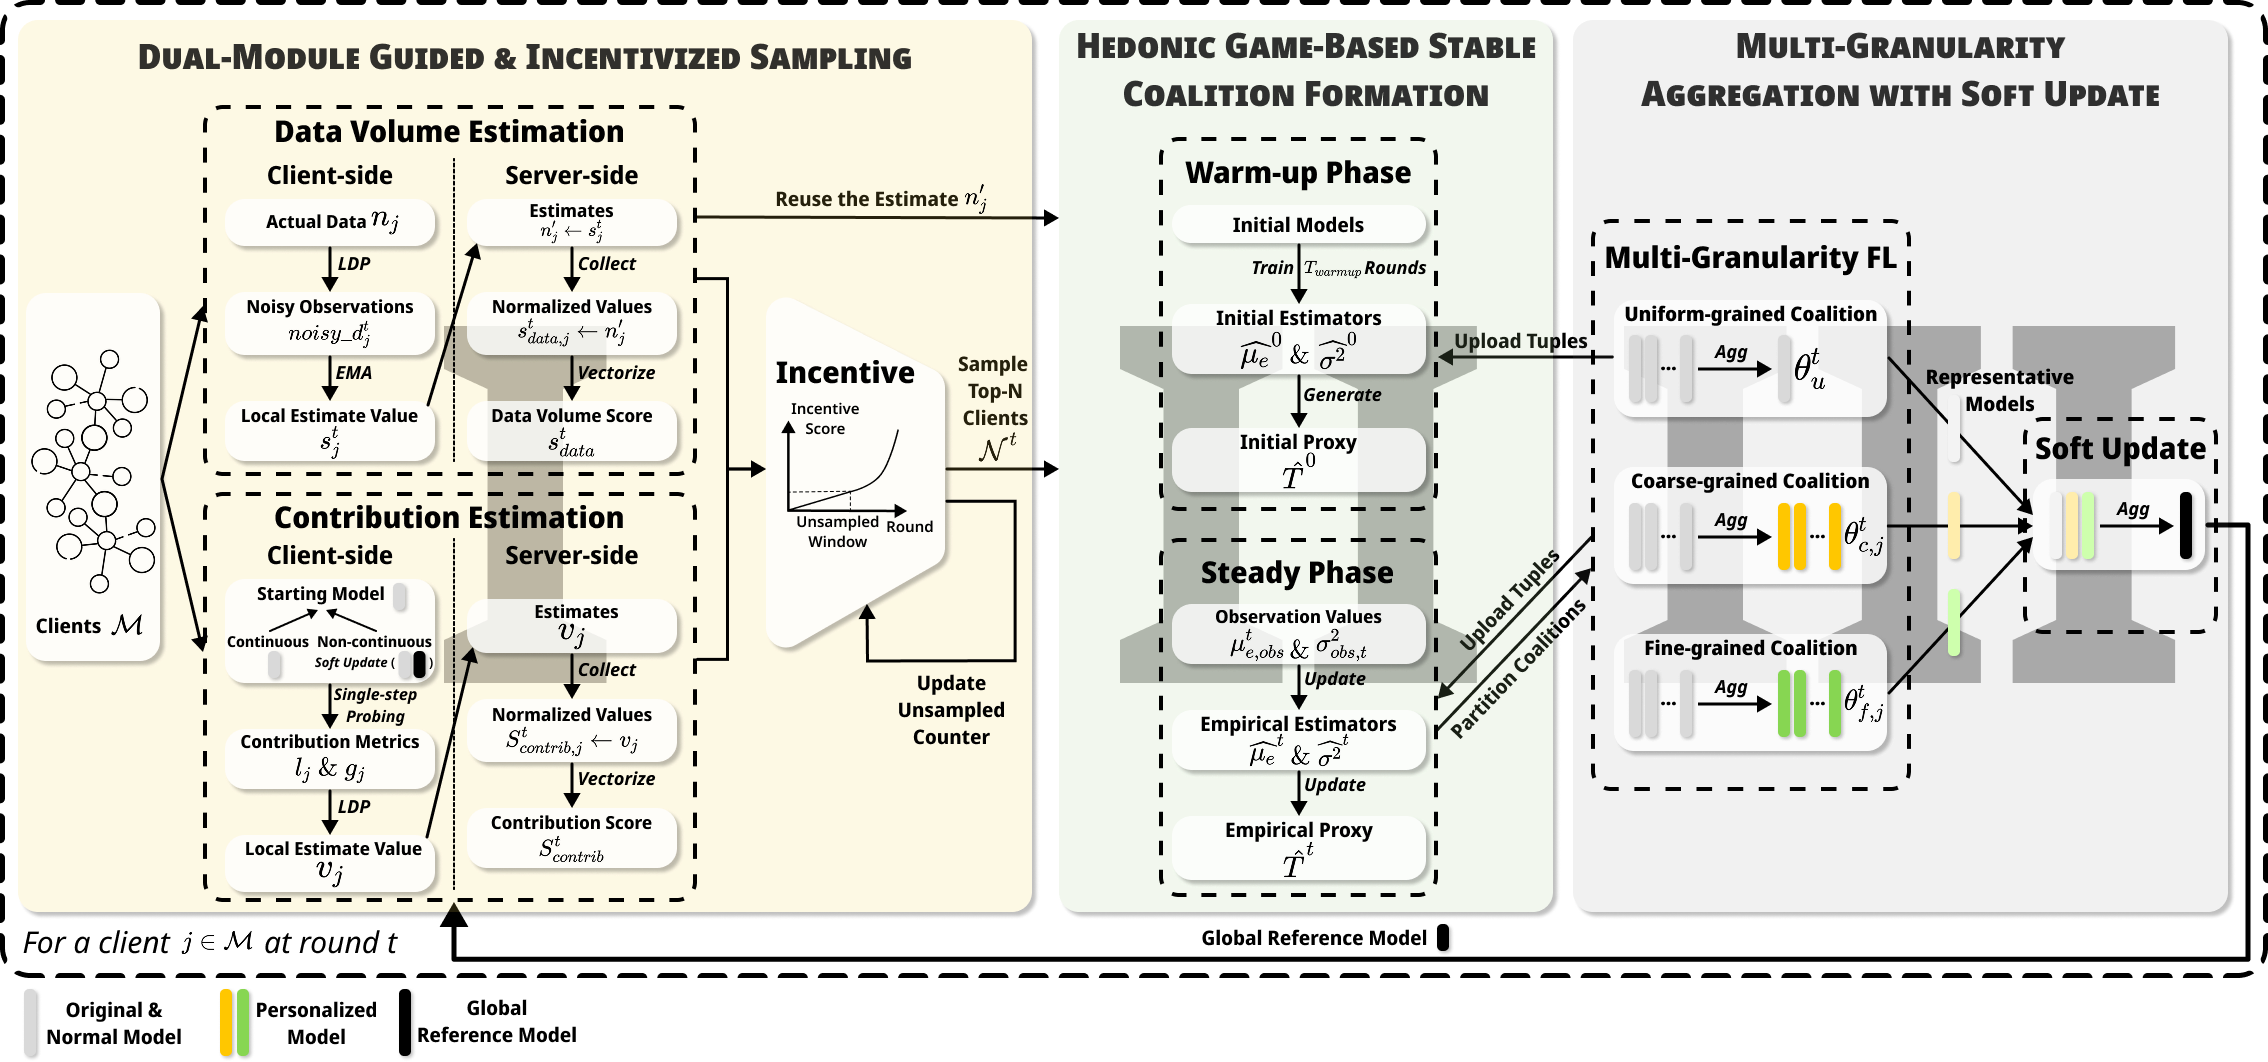 DUAL-MODULE GUIDED & INCENTIVIZED SAMPLING
Data Volume Estimation
Client-side
Actual Data $n_j$
LDP
Noisy Observations
$noisy\_d_j^t$
EMA
Local Estimate Value
$s_j^t$
Server-side
Estimates
$n_j' \leftarrow s_j^t$
Collect
Normalized Values
$s_{data,j}^t \leftarrow n_j'$
Vectorize
Data Volume Score
$s_{data}^t$
Clients $\mathcal{M}$
Contribution Estimation
Client-side
Starting Model
Continuous Non-continuous
Soft Update ( )
Single-step
Probing
Contribution Metrics
$l_j$ & $g_j$
LDP
Local Estimate Value
$v_j$
Server-side
Estimates
$v_j$
Collect
Normalized Values
$S_{contrib,j}^t \leftarrow v_j$
Vectorize
Contribution Score
$S_{contrib}^t$
Reuse the Estimate $n_j'$
Incentive
Incentive
Score
Unsampled
Window
Round
Sample
Top-N
Clients
$\mathcal{N}^t$
Update
Unsampled
Counter
HEDONIC GAME-BASED STABLE
COALITION FORMATION
Warm-up Phase
Initial Models
Train $T_{warmup}$ Rounds
Initial Estimators
$\widehat{\mu_e}^0$ & $\widehat{\sigma^2}^0$
Generate
Initial Proxy
$\hat{T}^0$
Steady Phase
Observation Values
$\mu_{e,obs}^t$ & $\sigma_{obs,t}^2$
Update
Empirical Estimators
$\widehat{\mu_e}^t$ & $\widehat{\sigma^2}^t$
Update
Empirical Proxy
$\hat{T}^t$
Upload Tuples
Upload Tuples
Partition Coalitions
MULTI-GRANULARITY
AGGREGATION WITH SOFT UPDATE
Multi-Granularity FL
Uniform-grained Coalition
... Agg $\theta_u^t$
Coarse-grained Coalition
... Agg ... $\theta_{c,j}^t$
Fine-grained Coalition
... Agg ... $\theta_{f,j}^t$
Representative
Models
Soft Update
Agg
I
II
III
For a client $j \in \mathcal{M}$ at round t
Global Reference Model
Original &
Normal Model
Personalized
Model
Global
Reference Model